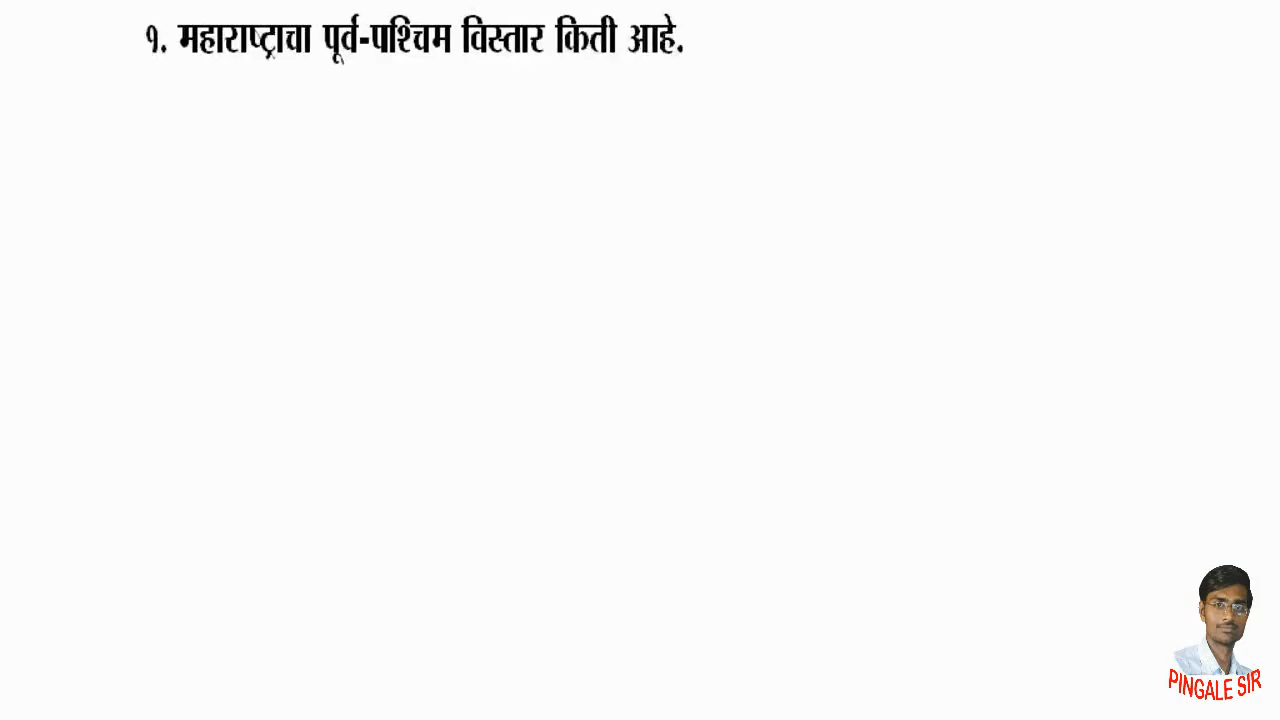 १. महाराष्ट्राचा पूर्व-पश्चिम विस्तार किती आहे.
PINGALE SIR